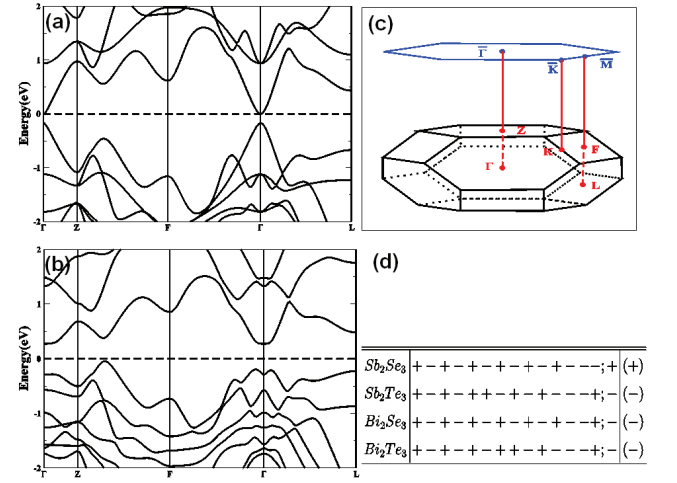 (a)
Energy(eV)
2
1
0
-1
-2
Γ Z F Γ L
(b)
Energy(eV)
2
1
0
-1
-2
Γ Z F Γ L
(c)
Γ̅
K̅
M̅
Z
K
F
Γ
L
(d)
Sb₂Se₃ ; + (+)
Sb₂Te₃ ; − (−)
Bi₂Se₃ ; − (−)
Bi₂Te₃ ; − (−)